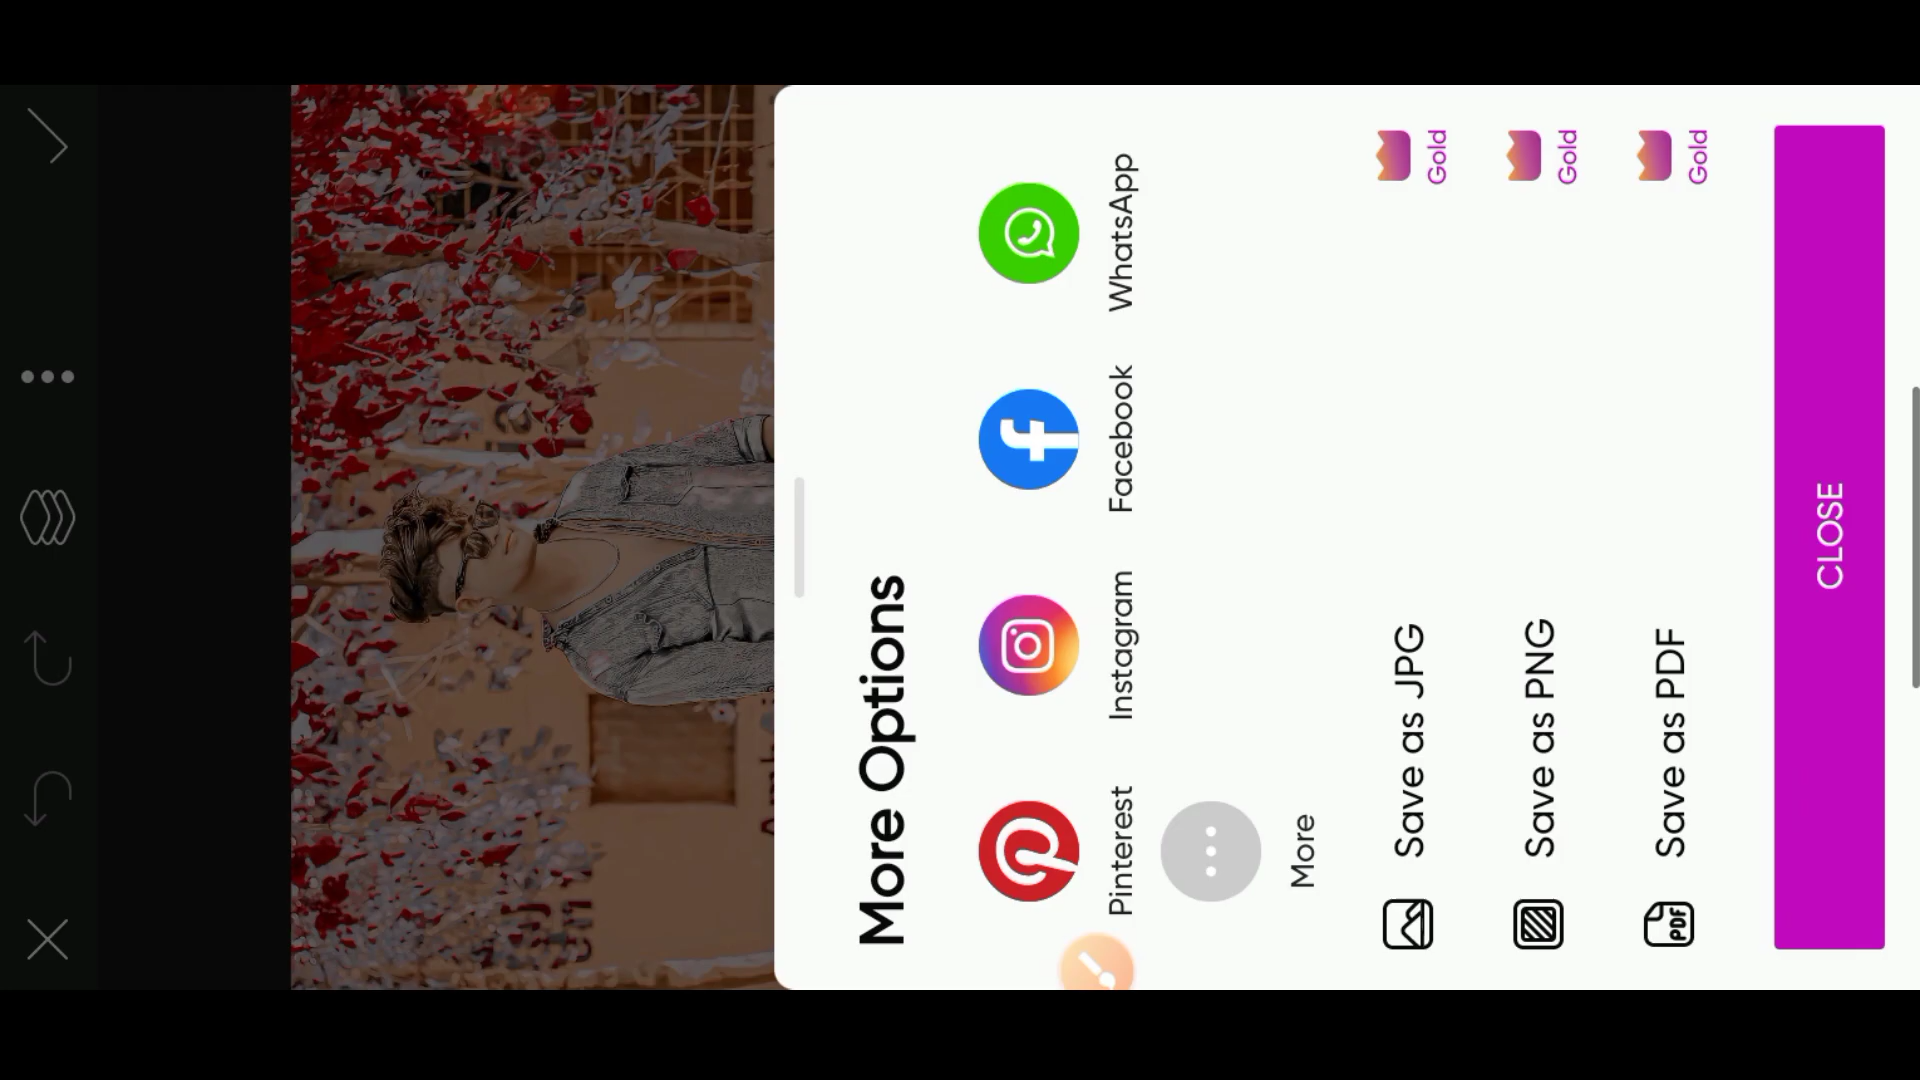 More Options
Pinterest
Instagram
Facebook
WhatsApp
More
Save as JPG
Gold
Save as PNG
Gold
PDF
Save as PDF
Gold
CLOSE